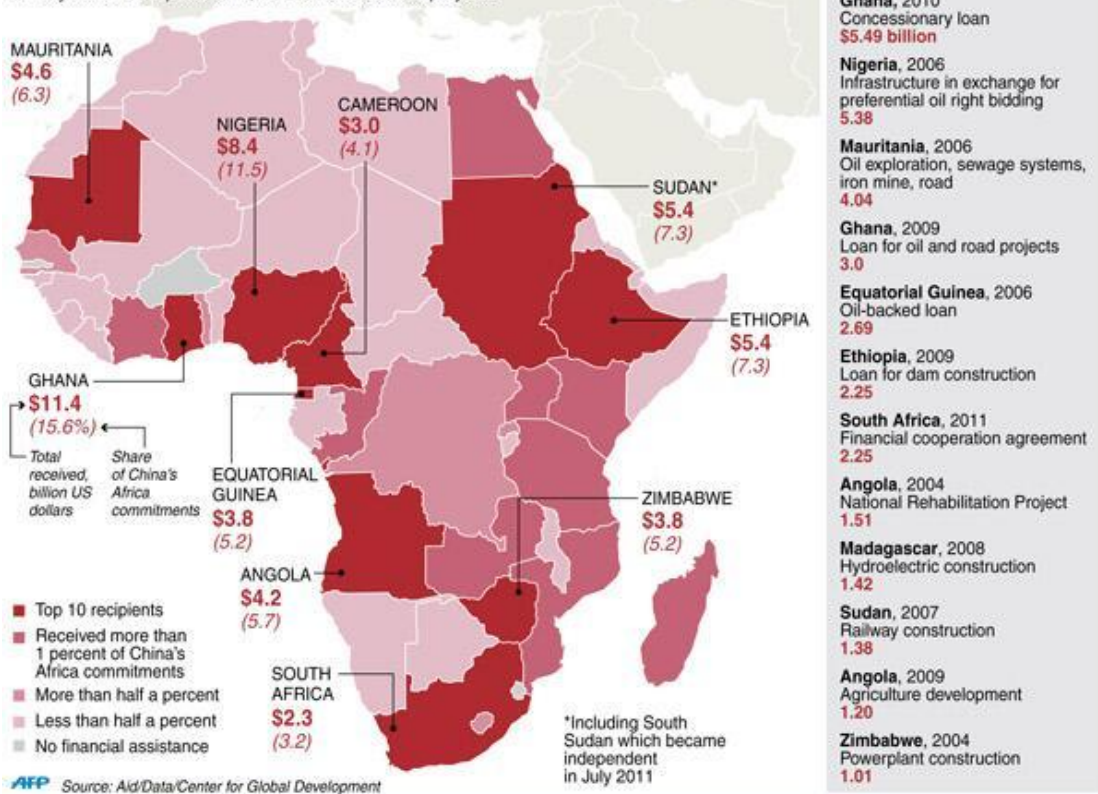 MAURITANIA
$4.6
(6.3)
NIGERIA
$8.4
(11.5)
CAMEROON
$3.0
(4.1)
SUDAN*
$5.4
(7.3)
ETHIOPIA
$5.4
(7.3)
GHANA
$11.4
(15.6%)
Total
received,
billion US
dollars
Share
of China's
Africa
commitments
EQUATORIAL
GUINEA
$3.8
(5.2)
ZIMBABWE
$3.8
(5.2)
ANGOLA
$4.2
(5.7)
SOUTH
AFRICA
$2.3
(3.2)
Top 10 recipients
Received more than
1 percent of China's
Africa commitments
More than half a percent
Less than half a percent
No financial assistance
*Including South
Sudan which became
independent
in July 2011
AFP Source: Aid/Data/Center for Global Development
Ghana, 2010
Concessionary loan
$5.49 billion
Nigeria, 2006
Infrastructure in exchange for
preferential oil right bidding
5.38
Mauritania, 2006
Oil exploration, sewage systems,
iron mine, road
4.04
Ghana, 2009
Loan for oil and road projects
3.0
Equatorial Guinea, 2006
Oil-backed loan
2.69
Ethiopia, 2009
Loan for dam construction
2.25
South Africa, 2011
Financial cooperation agreement
2.25
Angola, 2004
National Rehabilitation Project
1.51
Madagascar, 2008
Hydroelectric construction
1.42
Sudan, 2007
Railway construction
1.38
Angola, 2009
Agriculture development
1.20
Zimbabwe, 2004
Powerplant construction
1.01